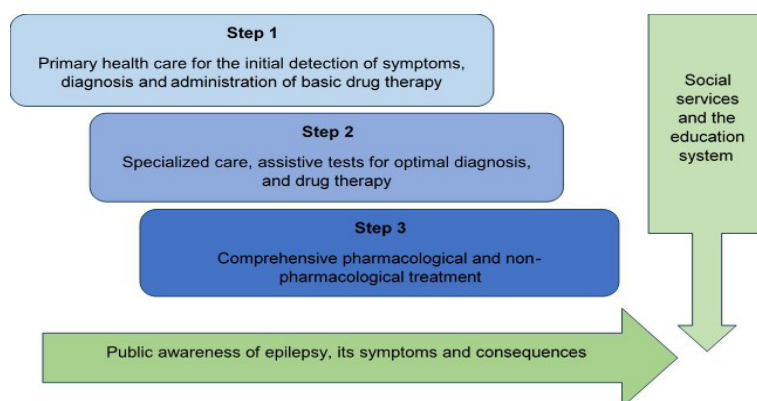 Step 1
Primary health care for the initial detection of symptoms,
diagnosis and administration of basic drug therapy
Step 2
Specialized care, assistive tests for optimal diagnosis,
and drug therapy
Step 3
Comprehensive pharmacological and non-
pharmacological treatment
Social
services
and the
education
system
Public awareness of epilepsy, its symptoms and consequences